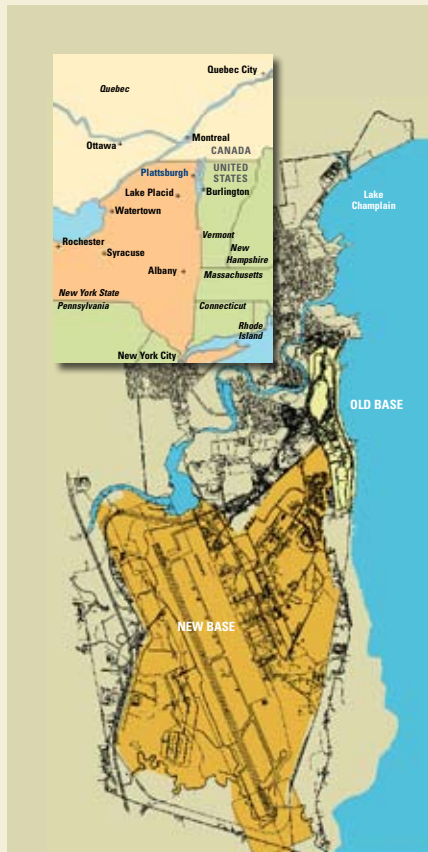 Quebec City
Quebec
Montreal
Ottawa
CANADA
Plattsburgh
UNITED
STATES
Lake Placid
Burlington
Watertown
Lake
Champlain
Rochester
Vermont
Syracuse
New
Hampshire
Albany
Massachusetts
New York State
Pennsylvania
Connecticut
Rhode
Island
New York City
OLD BASE
NEW BASE